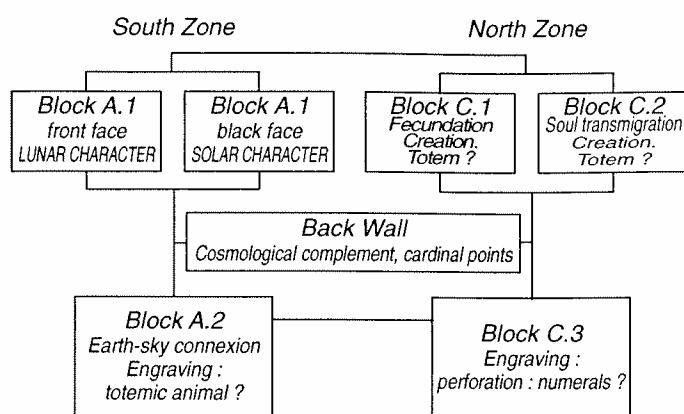 South Zone
North Zone
Block A.1
front face
LUNAR CHARACTER
Block A.1
black face
SOLAR CHARACTER
Block C.1
Fecundation
Creation.
Totem ?
Block C.2
Soul transmigration
Creation.
Totem ?
Back Wall
Cosmological complement, cardinal points
Block A.2
Earth-sky connexion
Engraving :
totemic animal ?
Block C.3
Engraving :
perforation : numerals ?